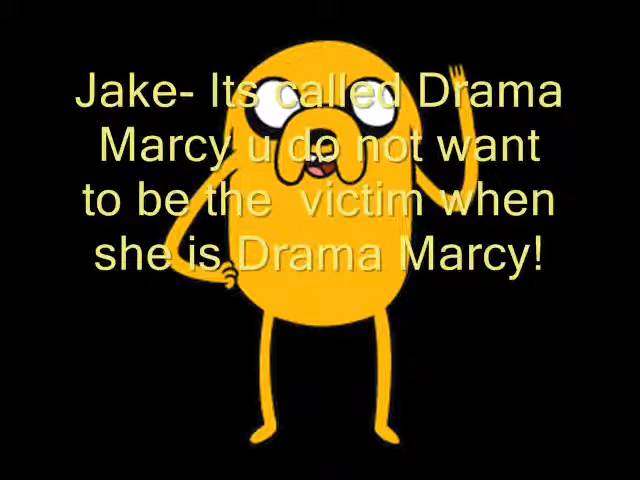 Jake- Its called Drama
Marcy u do not want
to be the victim when
she is Drama Marcy!